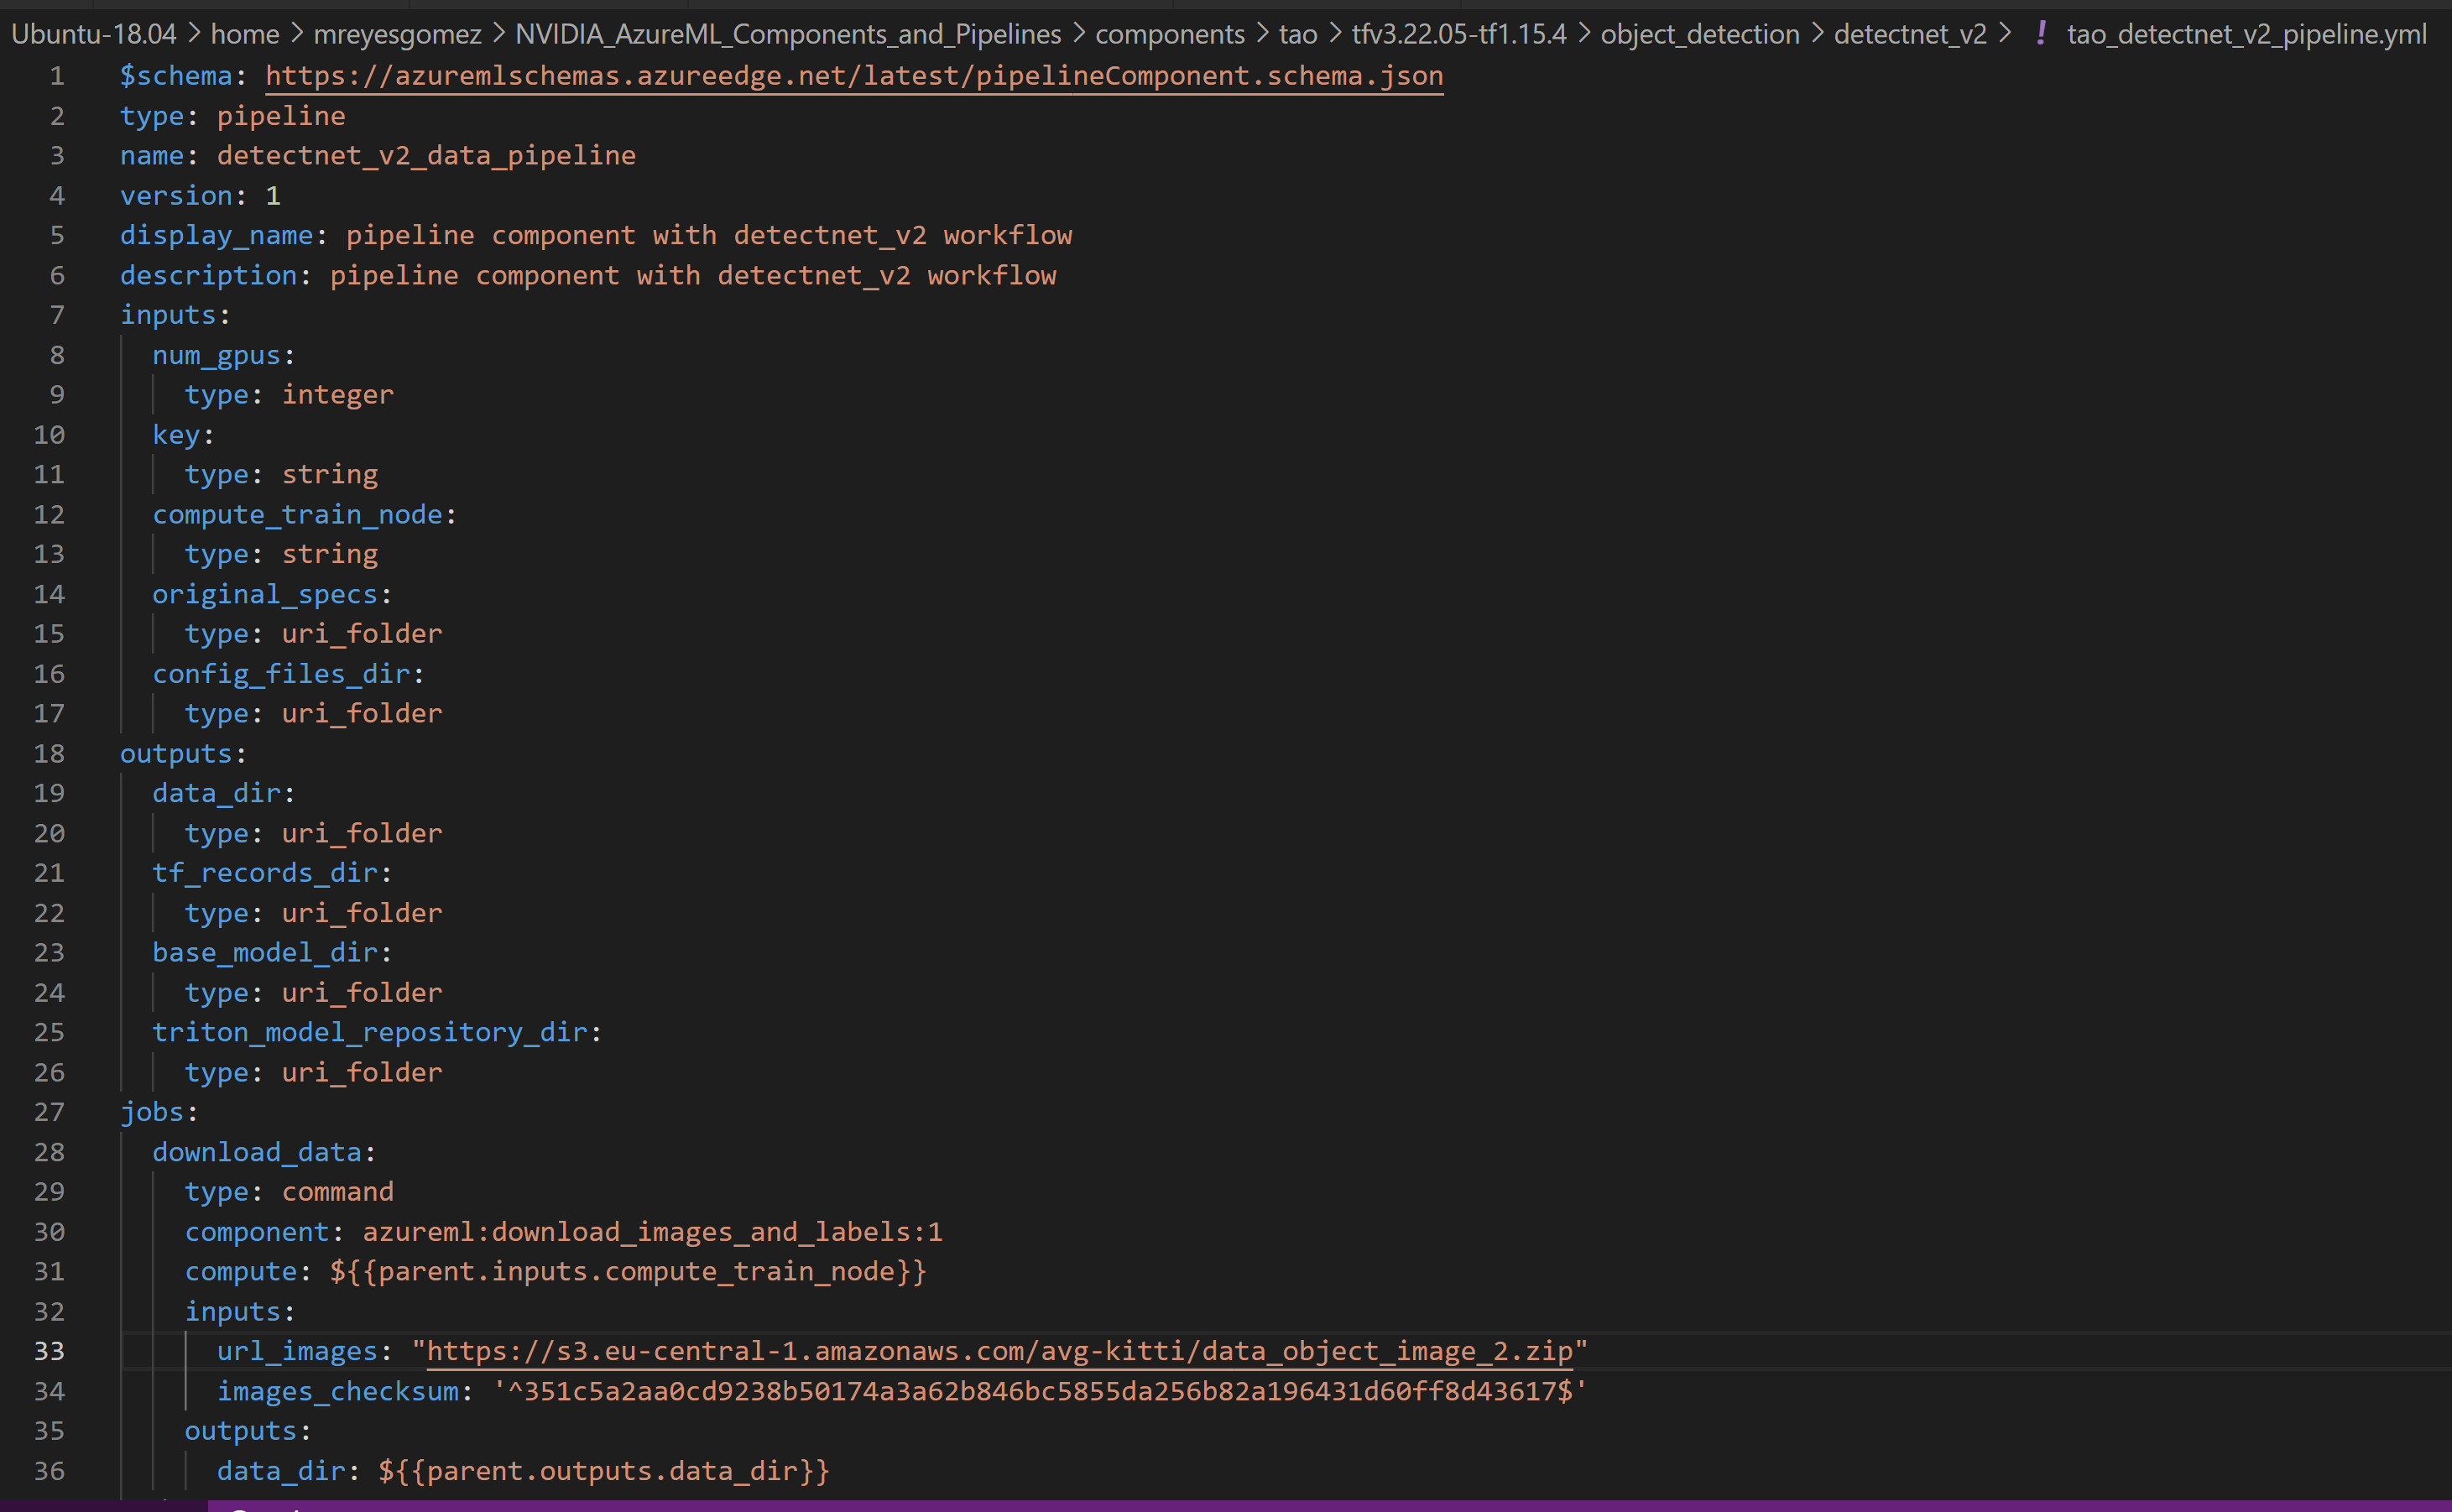 Ubuntu-18.04 > home > mreyesgomez > NVIDIA_AzureML_Components_and_Pipelines > components > tao > tfv3.22.05-tf1.15.4 > object_detection > detectnet_v2 > ! tao_detectnet_v2_pipeline.yml
1 $schema: https://azuremlschemas.azureedge.net/latest/pipelineComponent.schema.json
2 type: pipeline
3 name: detectnet_v2_data_pipeline
4 version: 1
5 display_name: pipeline component with detectnet_v2 workflow
6 description: pipeline component with detectnet_v2 workflow
7 inputs:
8   num_gpus:
9     type: integer
10   key:
11     type: string
12   compute_train_node:
13     type: string
14   original_specs:
15     type: uri_folder
16   config_files_dir:
17     type: uri_folder
18 outputs:
19   data_dir:
20     type: uri_folder
21   tf_records_dir:
22     type: uri_folder
23   base_model_dir:
24     type: uri_folder
25   triton_model_repository_dir:
26     type: uri_folder
27 jobs:
28   download_data:
29     type: command
30     component: azureml:download_images_and_labels:1
31     compute: ${{parent.inputs.compute_train_node}}
32     inputs:
33       url_images: "https://s3.eu-central-1.amazonaws.com/avg-kitti/data_object_image_2.zip"
34       images_checksum: '^351c5a2aa0cd9238b50174a3a62b846bc5855da256b82a196431d60ff8d43617$'
35     outputs:
36       data_dir: ${{parent.outputs.data_dir}}